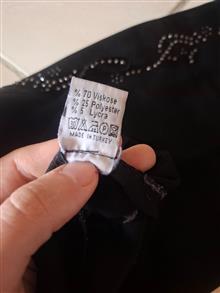 % 70 Viskose
% 25 Polyester
% 5 Lycra
MADE IN TURKEY